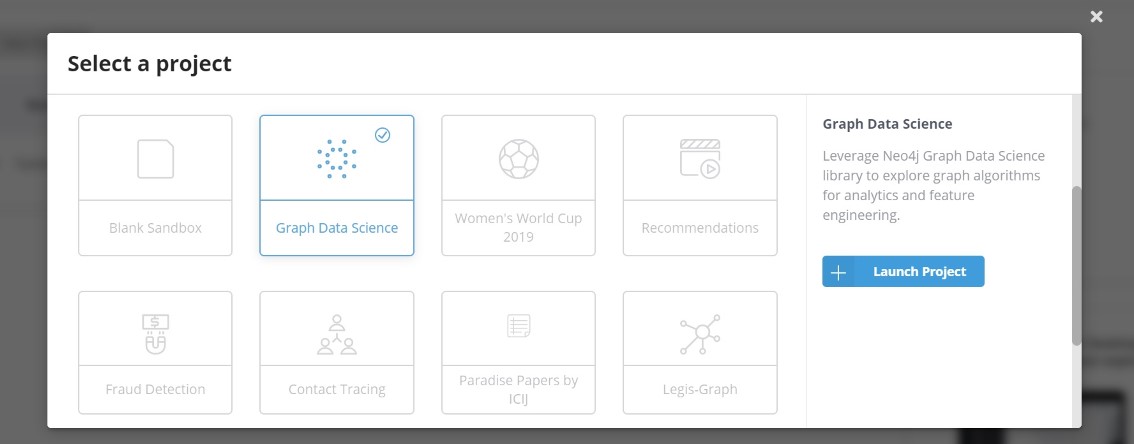 Select a project
Blank Sandbox
Graph Data Science
Women's World Cup
2019
Recommendations
Fraud Detection
Contact Tracing
Paradise Papers by
ICIJ
Legis-Graph
Graph Data Science
Leverage Neo4j Graph Data Science
library to explore graph algorithms
for analytics and feature
engineering.
Launch Project